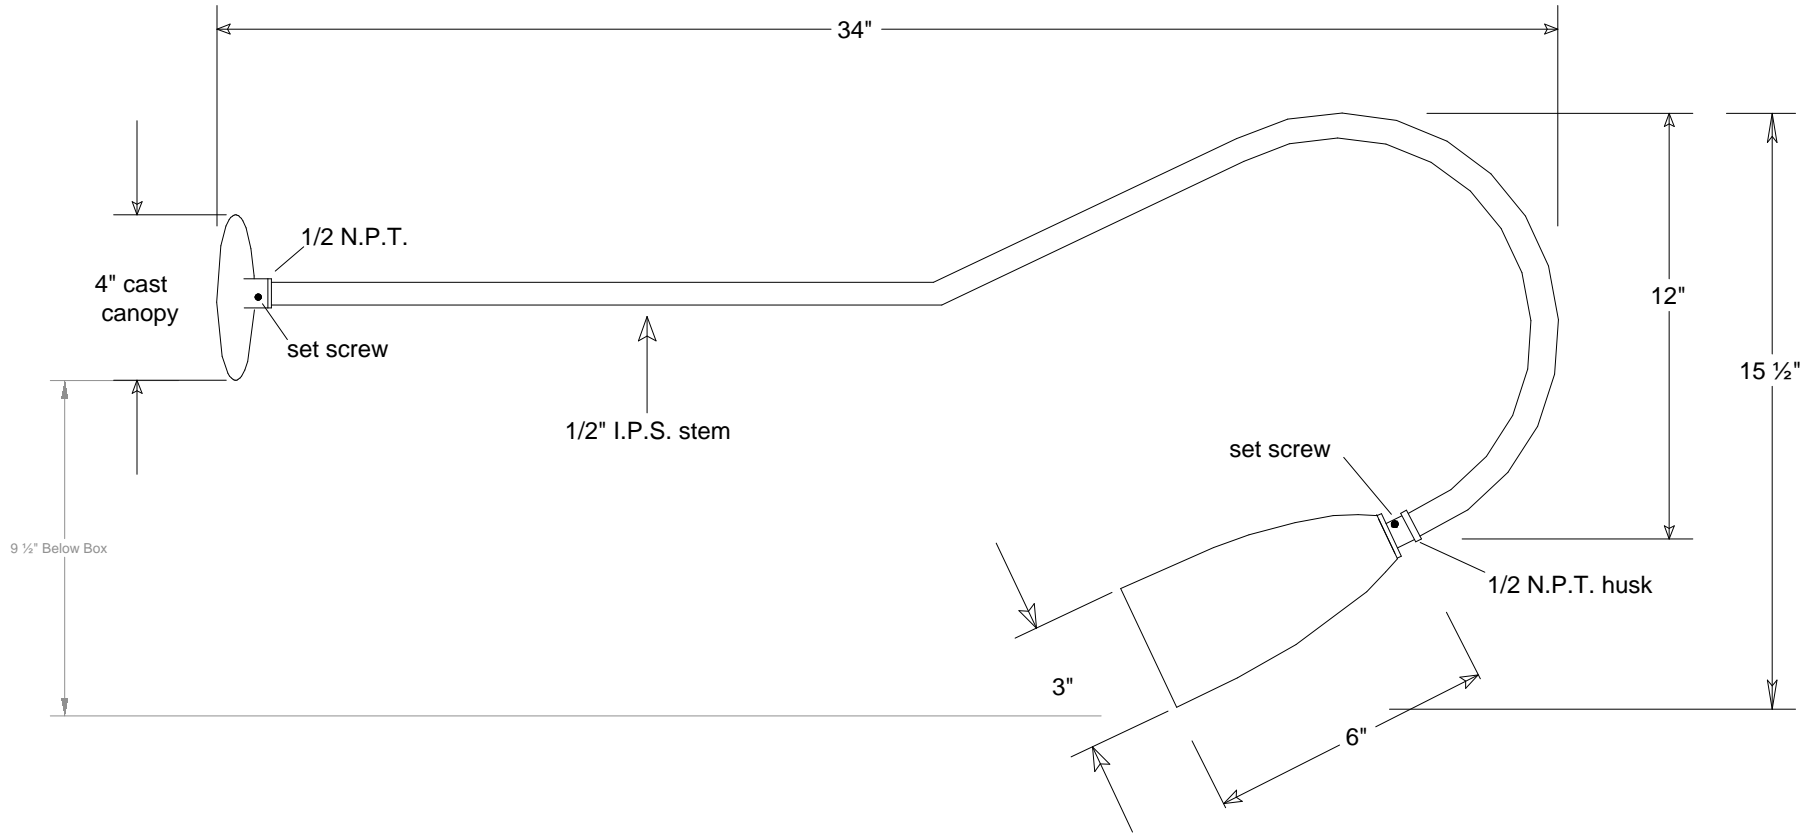 34"
1/2 N.P.T.
4" cast
canopy
set screw
12"
15 ½"
1/2" I.P.S. stem
set screw
9 ½" Below Box
1/2 N.P.T. husk
3"
6"